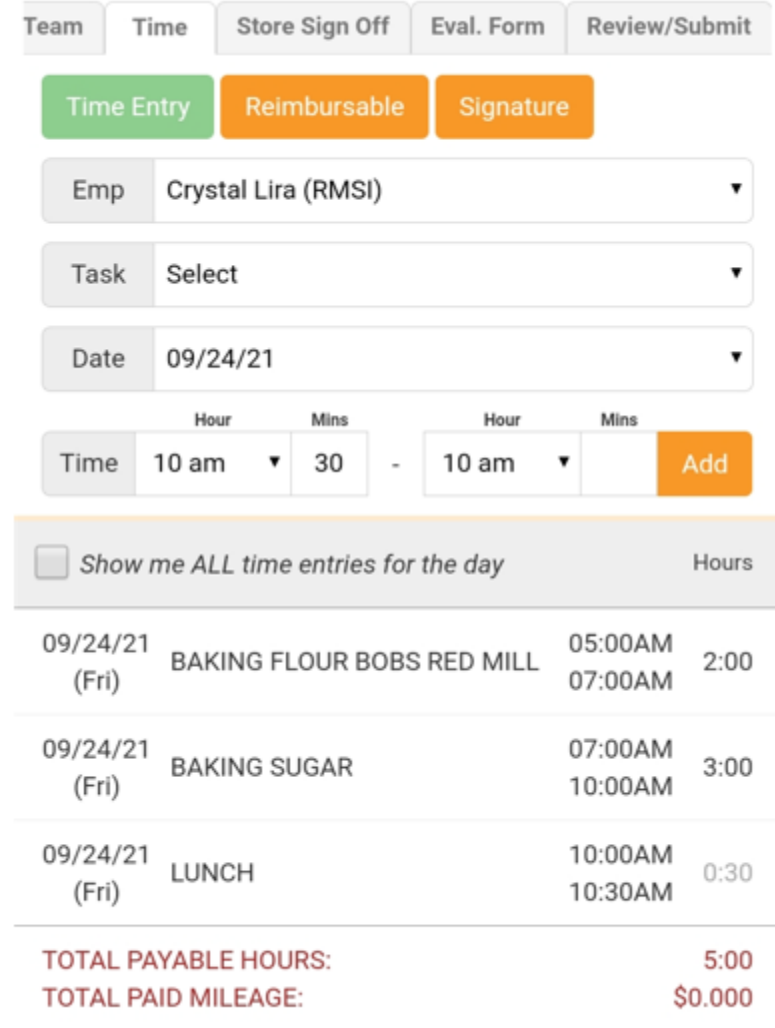 Team Time Store Sign Off Eval. Form Review/Submit
Time Entry Reimbursable Signature
Emp Crystal Lira (RMSI)
Task Select
Date 09/24/21
Hour Mins Hour Mins
Time 10 am 30 - 10 am Add
Show me ALL time entries for the day Hours
09/24/21 (Fri) BAKING FLOUR BOBS RED MILL 05:00AM 07:00AM 2:00
09/24/21 (Fri) BAKING SUGAR 07:00AM 10:00AM 3:00
09/24/21 (Fri) LUNCH 10:00AM 10:30AM 0:30
TOTAL PAYABLE HOURS: 5:00
TOTAL PAID MILEAGE: $0.000